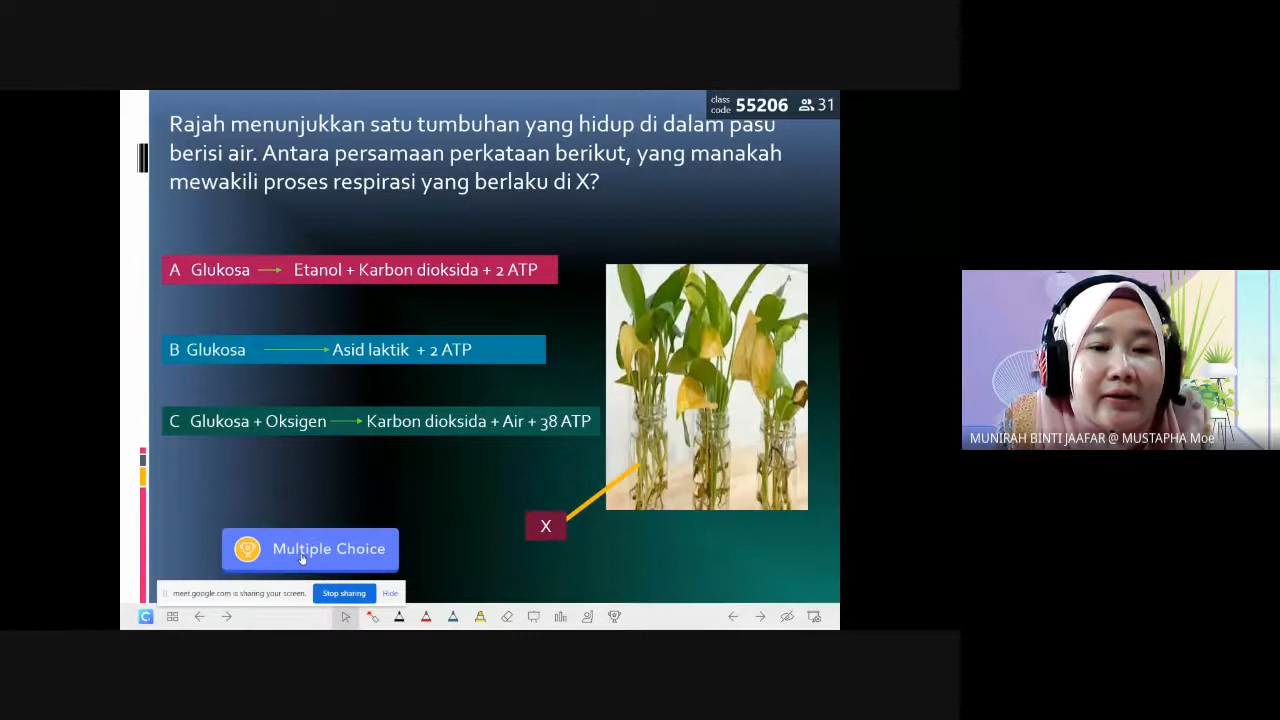 class code 55206 31
Rajah menunjukkan satu tumbuhan yang hidup di dalam pasu
berisi air. Antara persamaan perkataan berikut, yang manakah
mewakili proses respirasi yang berlaku di X?
A Glukosa → Etanol + Karbon dioksida + 2 ATP
B Glukosa → Asid laktik + 2 ATP
C Glukosa + Oksigen → Karbon dioksida + Air + 38 ATP
X
Multiple Choice
meet.google.com is sharing your screen. Stop sharing Hide
MUNIRAH BINTI JAAFAR @ MUSTAPHA Moe